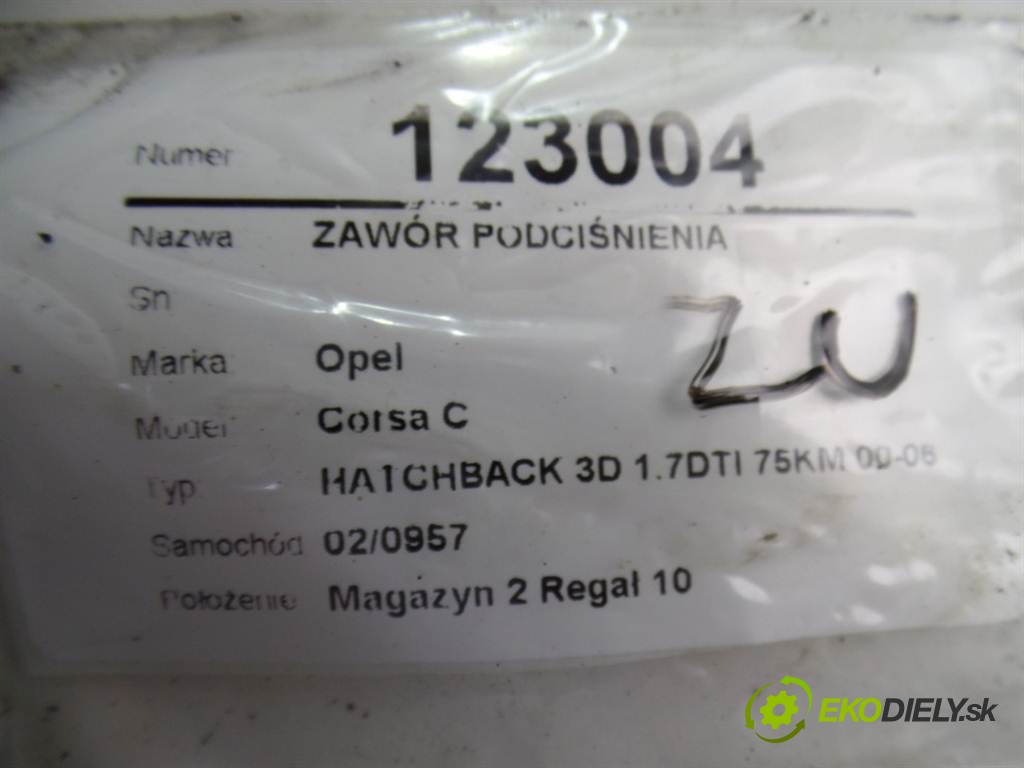 Numer 123004
Nazwa ZAWÓR PODCIŚNIENIA
Sn
Marka Opel
Model Corsa C
Typ HATCHBACK 3D 1.7DTI 75KM 00-06
Samochód 02/0957
Położenie Magazyn 2 Regał 10
ZU
EKODIELY.sk